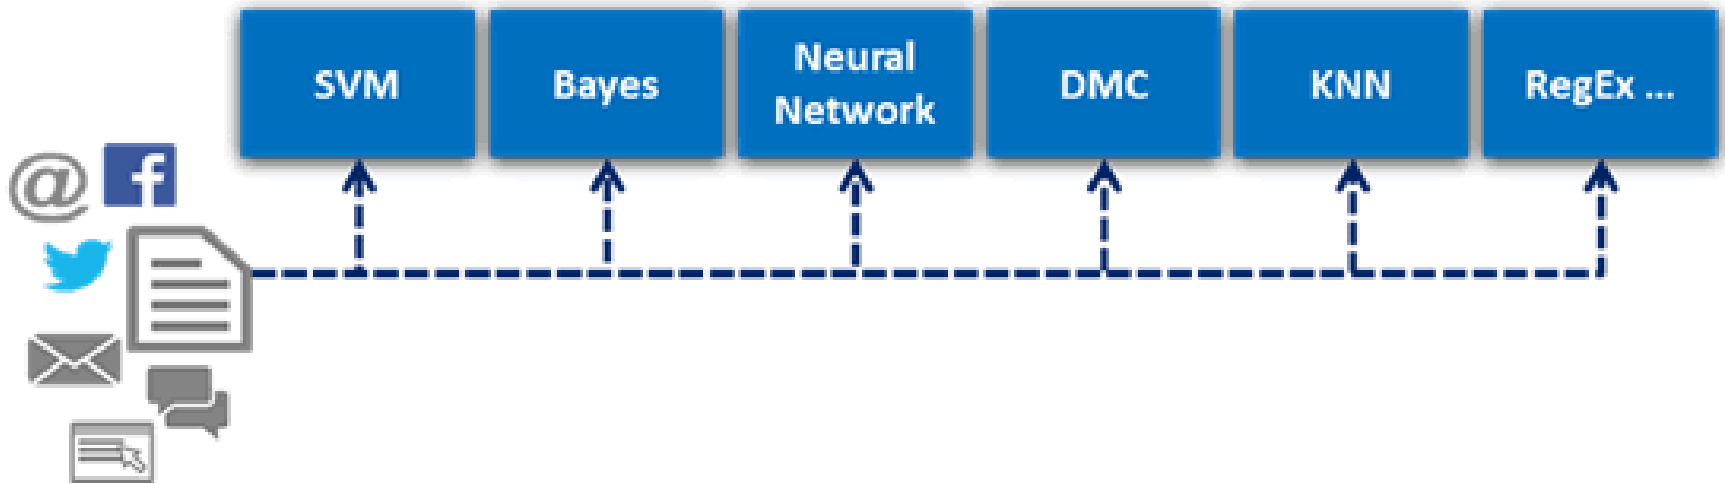 SVM
Bayes
Neural
Network
DMC
KNN
RegEx ...
@
f